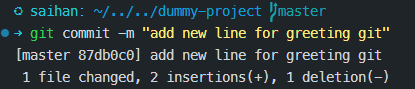 saihan: ~/../../dummy-project master
→ git commit -m "add new line for greeting git"
[master 87db0c0] add new line for greeting git
1 file changed, 2 insertions(+), 1 deletion(-)